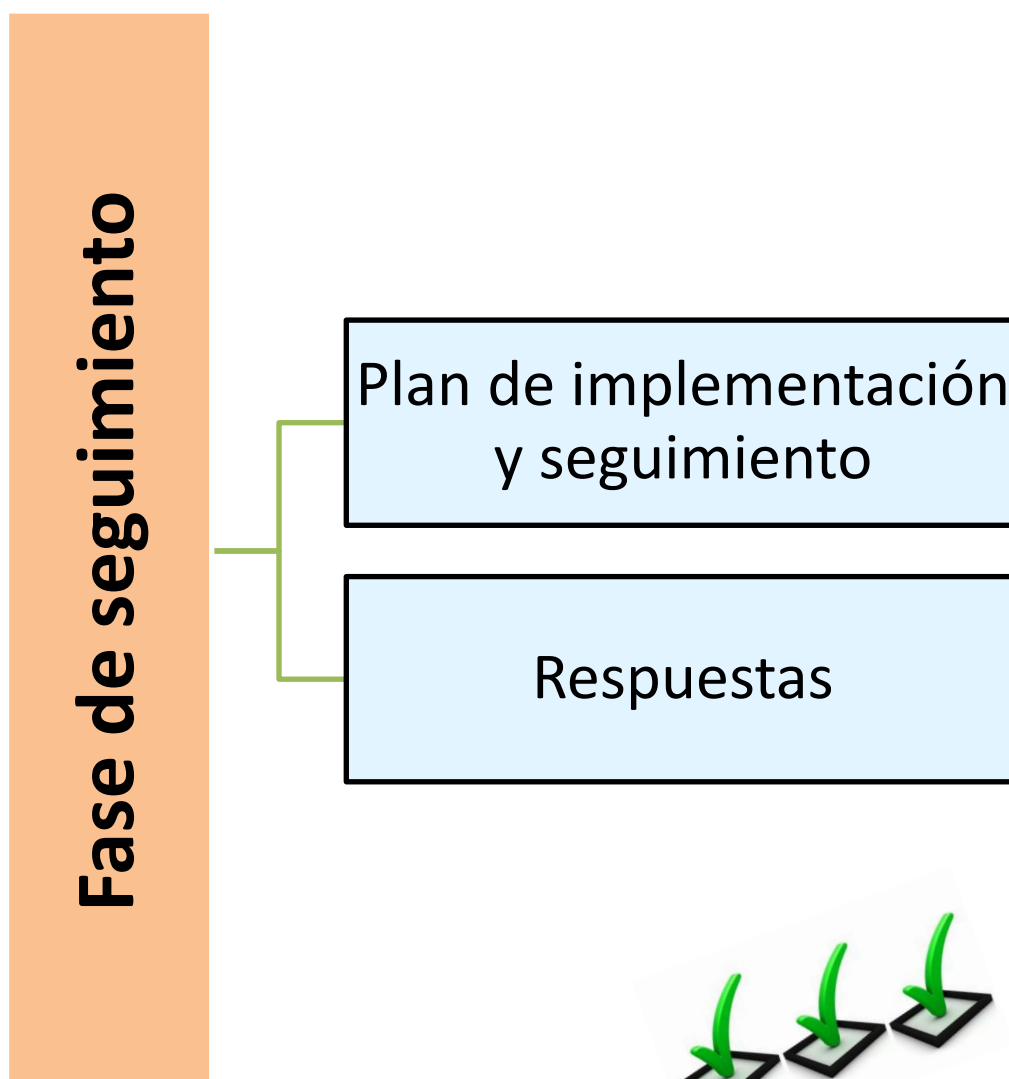 Fase de seguimiento
Plan de implementación
y seguimiento
Respuestas